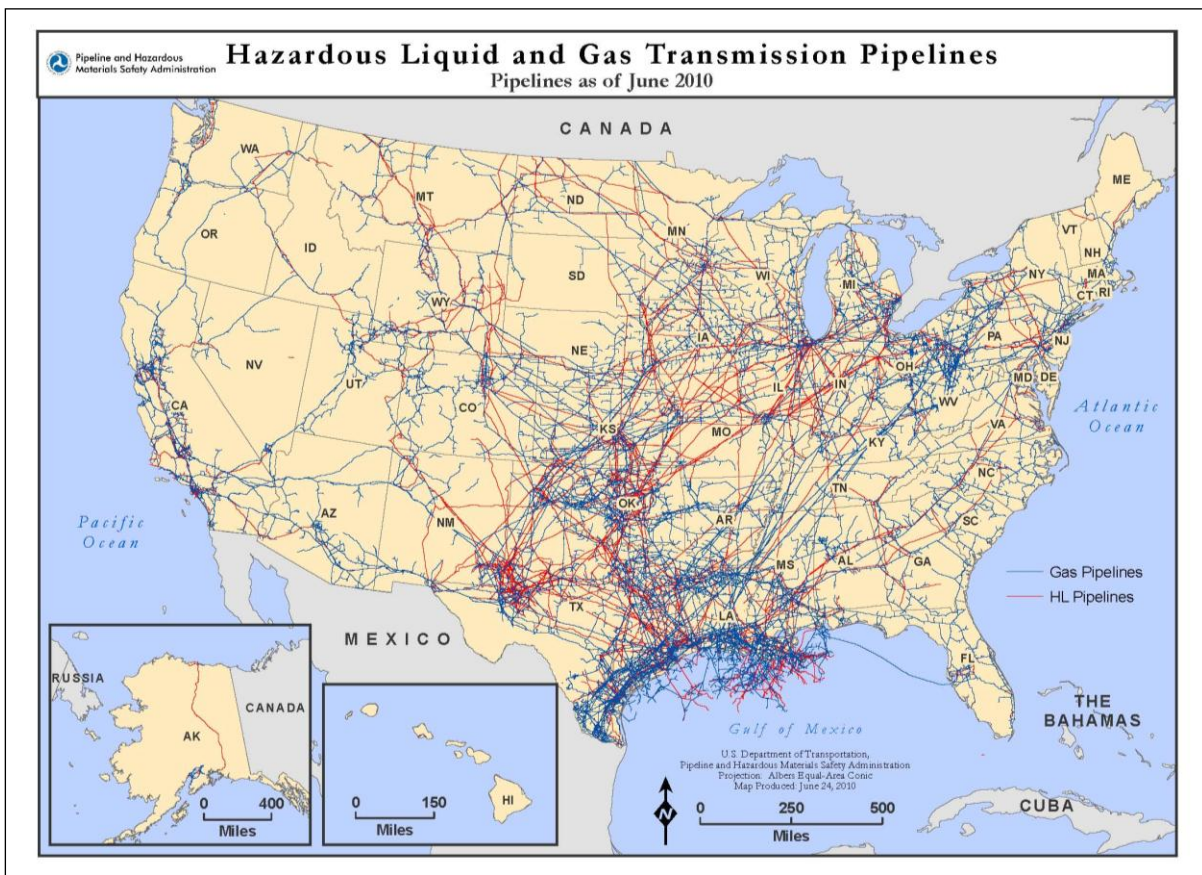 Pipeline and Hazardous
Materials Safety Administration
Hazardous Liquid and Gas Transmission Pipelines
Pipelines as of June 2010
CANADA
WA
MT
ND
ME
OR
ID
MN
VT
NH
SD
WI
MI
NY
MA
CT
RI
WY
IA
PA
NJ
NE
OH
NV
UT
IL
IN
MD
DE
CO
WV
CA
KS
MO
KY
VA
Atlantic
Ocean
NC
TN
OK
AZ
NM
AR
SC
Pacific
Ocean
MS
AL
GA
Gas Pipelines
HL Pipelines
TX
LA
MEXICO
FL
RUSSIA
CANADA
AK
0 400
Miles
0 150
Miles
HI
THE
BAHAMAS
Gulf of Mexico
U.S. Department of Transportation,
Pipeline and Hazardous Materials Safety Administration
Projection: Albers Equal-Area Conic
Map Produced: June 24, 2010
N
0 250 500
Miles
CUBA